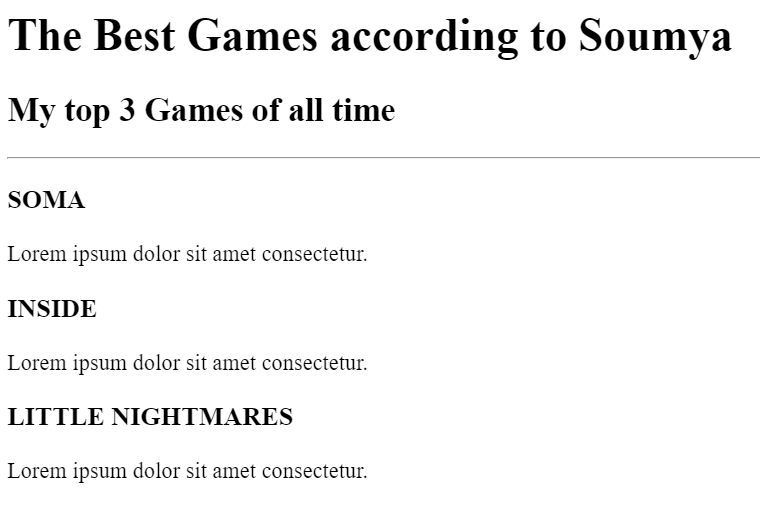 The Best Games according to Soumya
My top 3 Games of all time
SOMA
Lorem ipsum dolor sit amet consectetur.
INSIDE
Lorem ipsum dolor sit amet consectetur.
LITTLE NIGHTMARES
Lorem ipsum dolor sit amet consectetur.